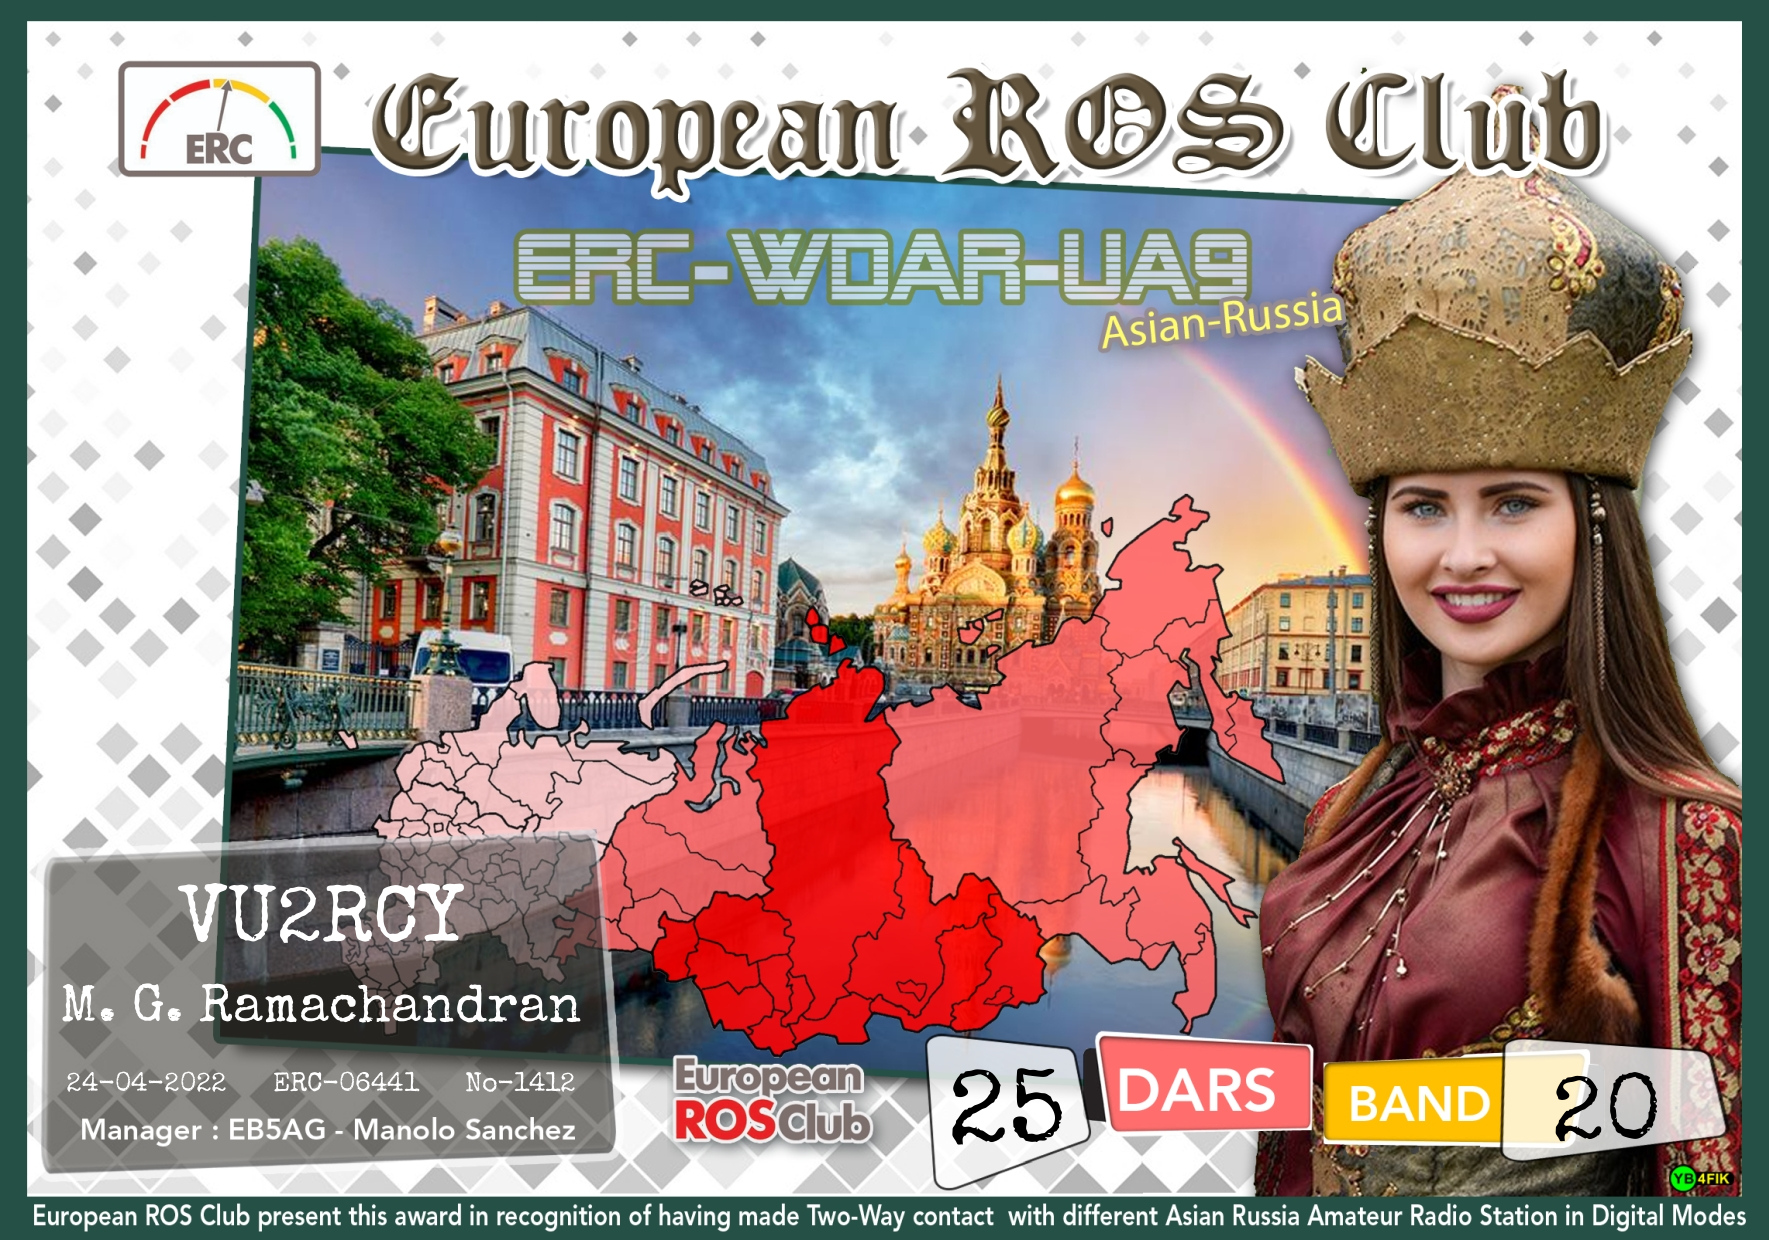 ERC
European ROS Club
ERC-WDAR-UA9
Asian-Russia
VU2RCY
M. G. Ramachandran
24-04-2022 ERC-06441 No-1412
Manager : EB5AG - Manolo Sanchez
European
ROSClub
25 DARS BAND 20
YB4FIK
European ROS Club present this award in recognition of having made Two-Way contact with different Asian Russia Amateur Radio Station in Digital Modes